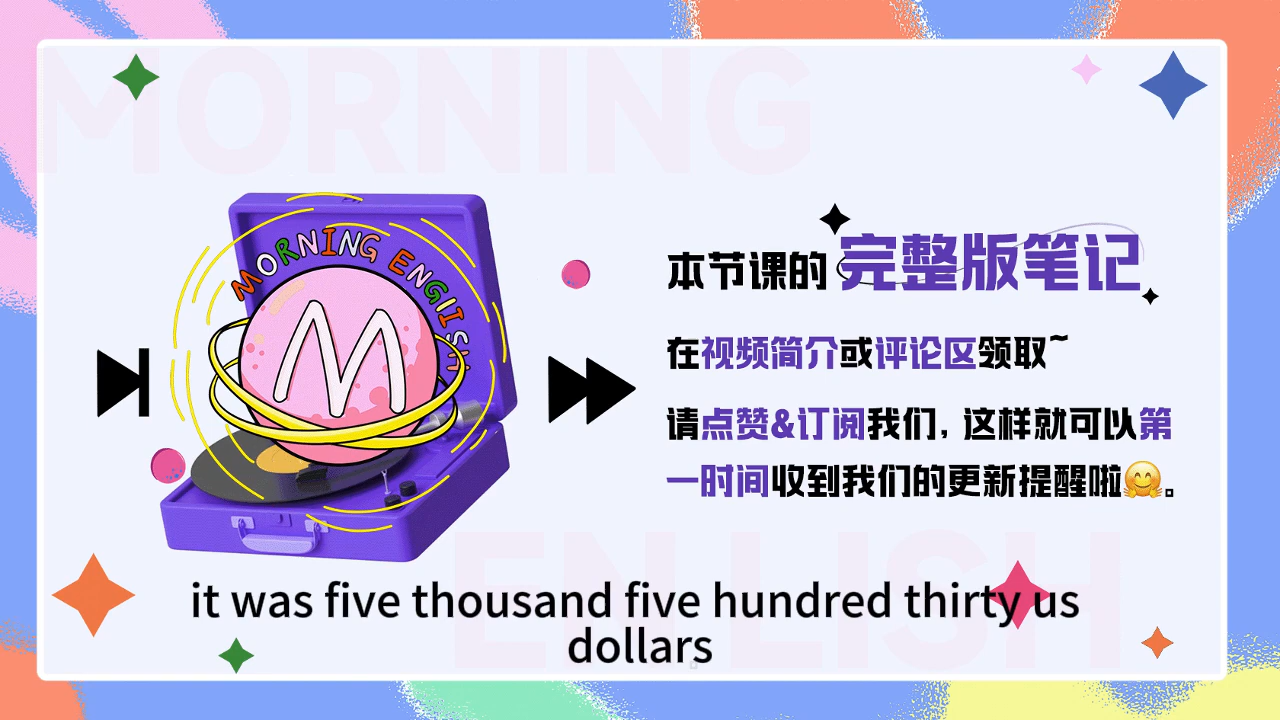 MORNING
MORNING ENGlISH
M
本节课的 完整版笔记
在视频简介或评论区领取~
请点赞&订阅我们, 这样就可以第
一时间收到我们的更新提醒啦🤗。
it was five thousand five hundred thirty us
dollars